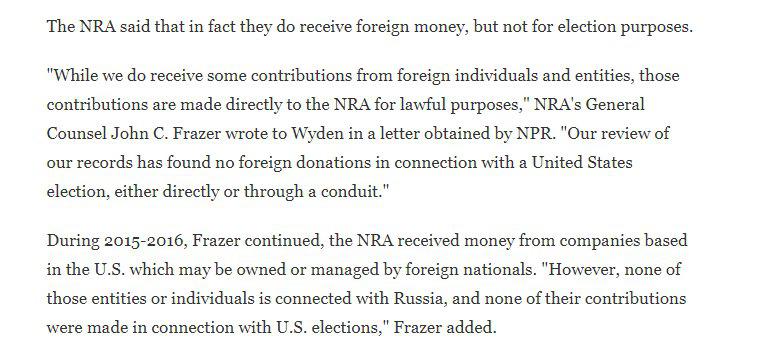 The NRA said that in fact they do receive foreign money, but not for election purposes.
"While we do receive some contributions from foreign individuals and entities, those
contributions are made directly to the NRA for lawful purposes," NRA's General
Counsel John C. Frazer wrote to Wyden in a letter obtained by NPR. "Our review of
our records has found no foreign donations in connection with a United States
election, either directly or through a conduit."
During 2015-2016, Frazer continued, the NRA received money from companies based
in the U.S. which may be owned or managed by foreign nationals. "However, none of
those entities or individuals is connected with Russia, and none of their contributions
were made in connection with U.S. elections," Frazer added.